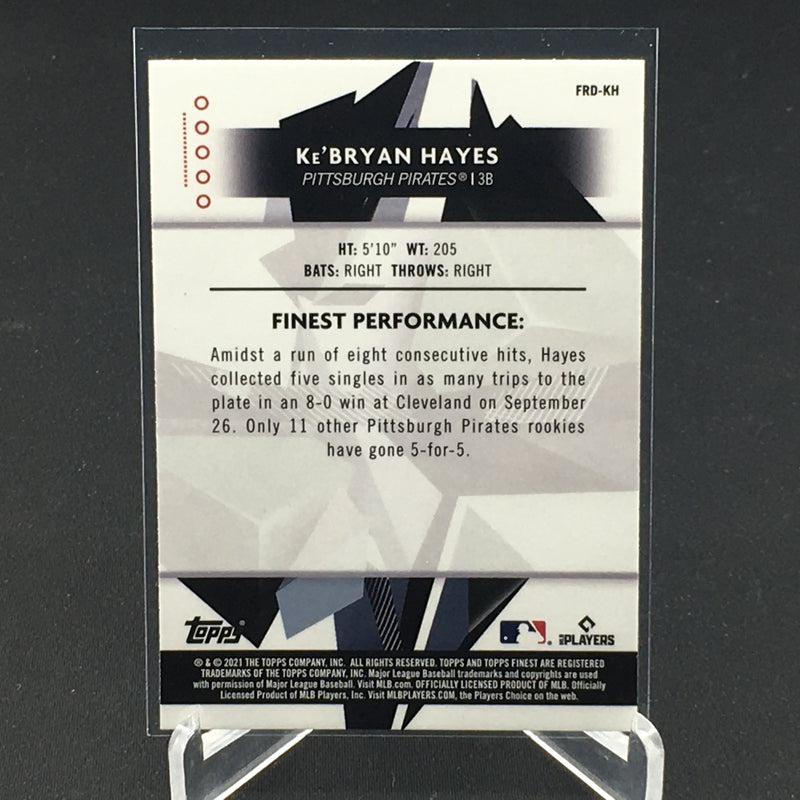 FRD-KH
KE'BRYAN HAYES
PITTSBURGH PIRATES® | 3B
HT: 5'10" WT: 205
BATS: RIGHT THROWS: RIGHT
FINEST PERFORMANCE:
Amidst a run of eight consecutive hits, Hayes
collected five singles in as many trips to the
plate in an 8-0 win at Cleveland on September
26. Only 11 other Pittsburgh Pirates rookies
have gone 5-for-5.
topps®
MLB PLAYERS
® & © 2021 THE TOPPS COMPANY, INC. ALL RIGHTS RESERVED. TOPPS AND TOPPS FINEST ARE REGISTERED
TRADEMARKS OF THE TOPPS COMPANY, INC. Major League Baseball trademarks and copyrights are used
with permission of Major League Baseball. Visit MLB.com. OFFICIALLY LICENSED PRODUCT OF MLB. Officially
Licensed Product of MLB Players, Inc. Visit MLBPLAYERS.COM, the Players Choice on the web.